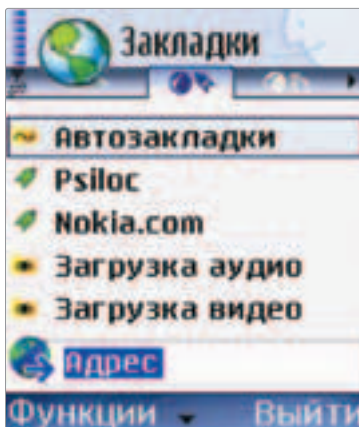 Закладки
Автозакладки
Psiloc
Nokia.com
Загрузка аудио
Загрузка видео
Адрес
Функции Выйти